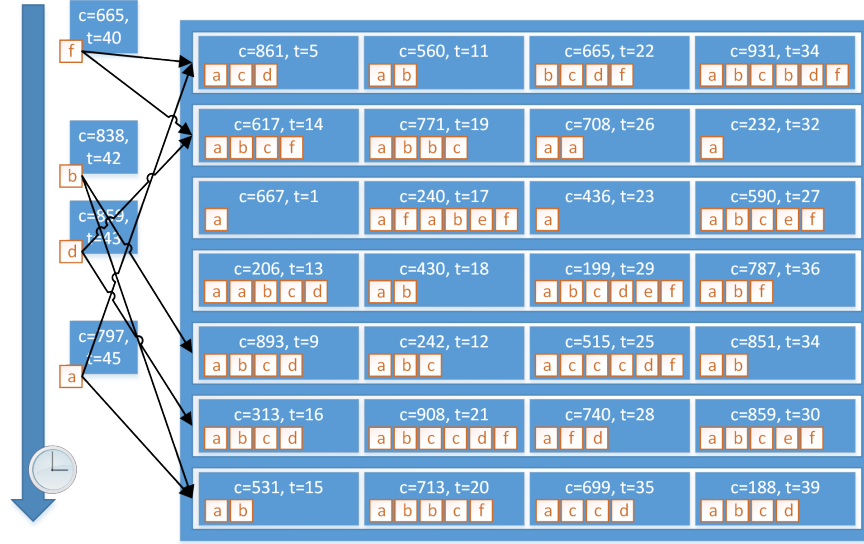 c=665,
t=40
f
c=838,
t=42
b
c=859,
t=43
d
c=797,
t=45
a
c=861, t=5
a c d
c=560, t=11
a b
c=665, t=22
b c d f
c=931, t=34
a b c b d f
c=617, t=14
a b c f
c=771, t=19
a b b c
c=708, t=26
a a
c=232, t=32
a
c=667, t=1
a
c=240, t=17
a f a b e f
c=436, t=23
a
c=590, t=27
a b c e f
c=206, t=13
a a b c d
c=430, t=18
a b
c=199, t=29
a b c d e f
c=787, t=36
a b f
c=893, t=9
a b c d
c=242, t=12
a b c
c=515, t=25
a c c c d f
c=851, t=34
a b
c=313, t=16
a b c d
c=908, t=21
a b c c d f
c=740, t=28
a f d
c=859, t=30
a b c e f
c=531, t=15
a b
c=713, t=20
a b b c f
c=699, t=35
a c c d
c=188, t=39
a b c d